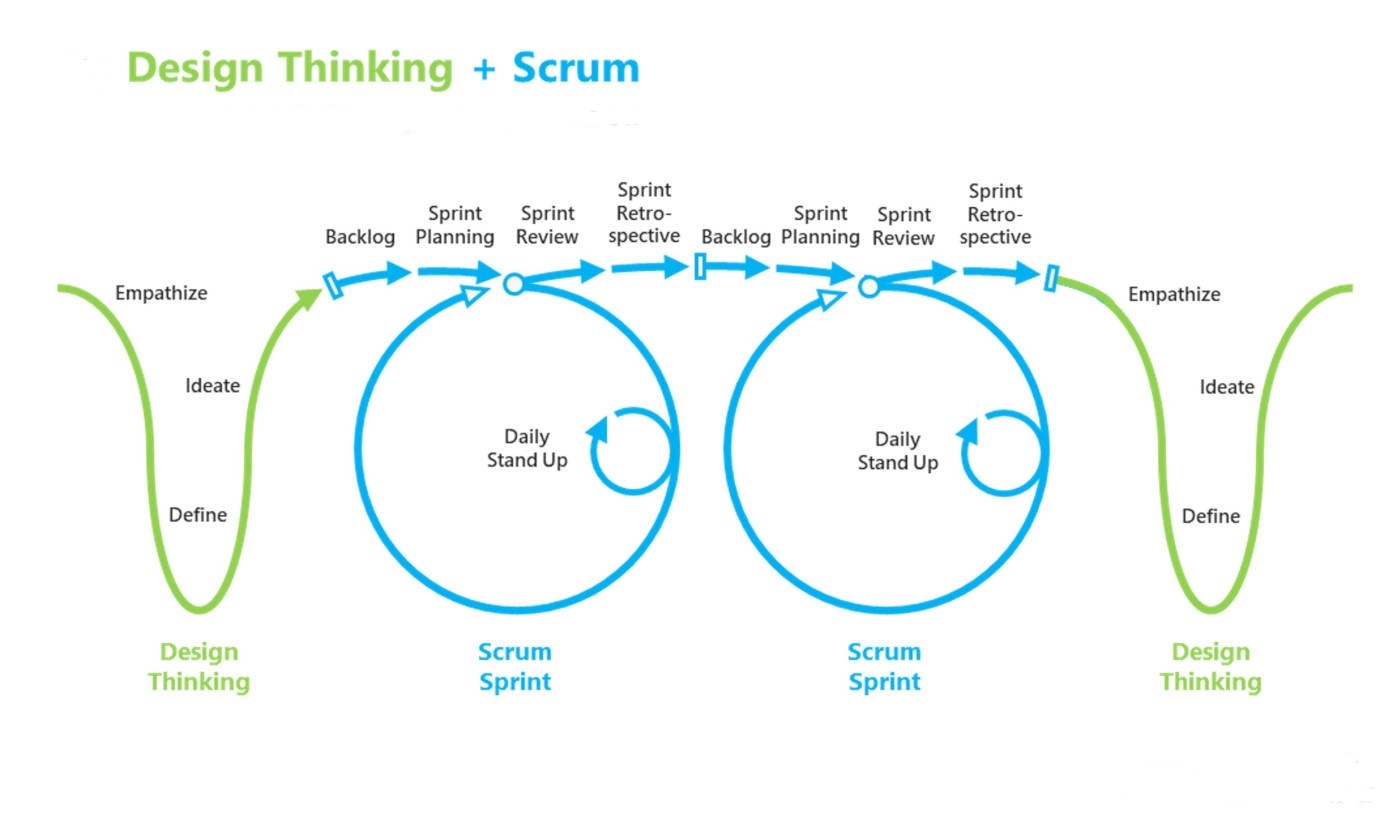 Design Thinking + Scrum
Empathize
Ideate
Define
Design
Thinking
Backlog
Sprint
Planning
Sprint
Review
Sprint
Retro-
spective
Daily
Stand Up
Scrum
Sprint
Backlog
Sprint
Planning
Sprint
Review
Sprint
Retro-
spective
Daily
Stand Up
Scrum
Sprint
Empathize
Ideate
Define
Design
Thinking